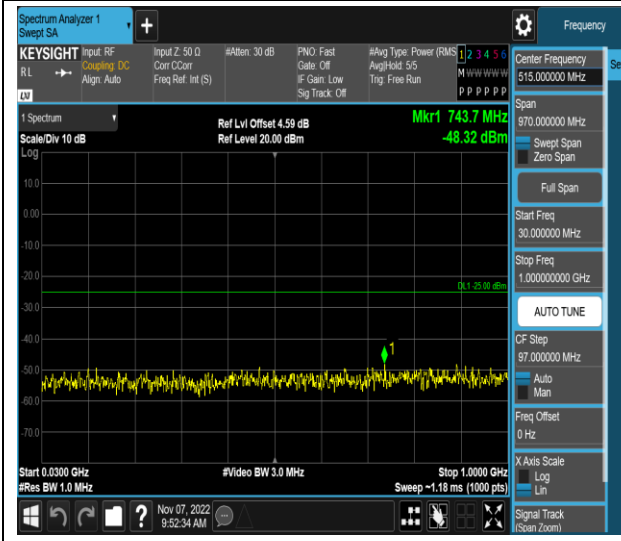 Spectrum Analyzer 1
Swept SA
Frequency
KEYSIGHT
RL
LXI
Input: RF
Coupling: DC
Align: Auto
Input Z: 50 Ω
Corr CCorr
Freq Ref: Int (S)
#Atten: 30 dB
PNO: Fast
Gate: Off
IF Gain: Low
Sig Track: Off
#Avg Type: Power (RMS
Avg|Hold: 5/5
Trig: Free Run
1 2 3 4 5 6
M W W W W W
P P P P P P
1 Spectrum
Scale/Div 10 dB
Log
Ref Lvl Offset 4.59 dB
Ref Level 20.00 dBm
Mkr1 743.7 MHz
-48.32 dBm
10.0
0.00
-10.0
-20.0
DL1 -25.00 dBm
-30.0
-40.0
1
-50.0
-60.0
-70.0
Start 0.0300 GHz
#Res BW 1.0 MHz
#Video BW 3.0 MHz
Stop 1.0000 GHz
Sweep ~1.18 ms (1000 pts)
Nov 07, 2022
9:52:34 AM
Center Frequency
515.000000 MHz
Se
Span
970.000000 MHz
Swept Span
Zero Span
Full Span
Start Freq
30.000000 MHz
Stop Freq
1.000000000 GHz
AUTO TUNE
CF Step
97.000000 MHz
Auto
Man
Freq Offset
0 Hz
X Axis Scale
Log
Lin
Signal Track
(Span Zoom)